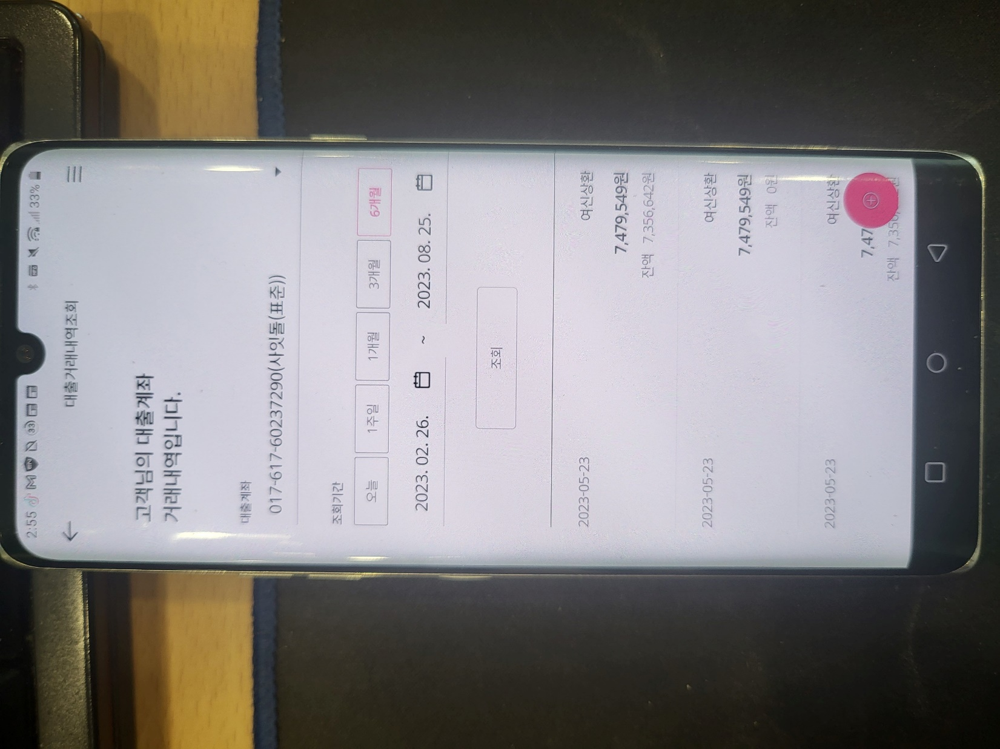 2:55
33
33%
대출거래내역조회
고객님의 대출계좌
거래내역입니다.
대출계좌
017-617-60237290(사잇돌(표준))
조회기간
오늘 1주일 1개월 3개월 6개월
2023. 02. 26. ~ 2023. 08. 25.
조회
2023-05-23 여신상환
7,479,549원
잔액 7,356,642원
2023-05-23 여신상환
7,479,549원
잔액 0원
2023-05-23 여신상환
7,47
잔액 7,356,